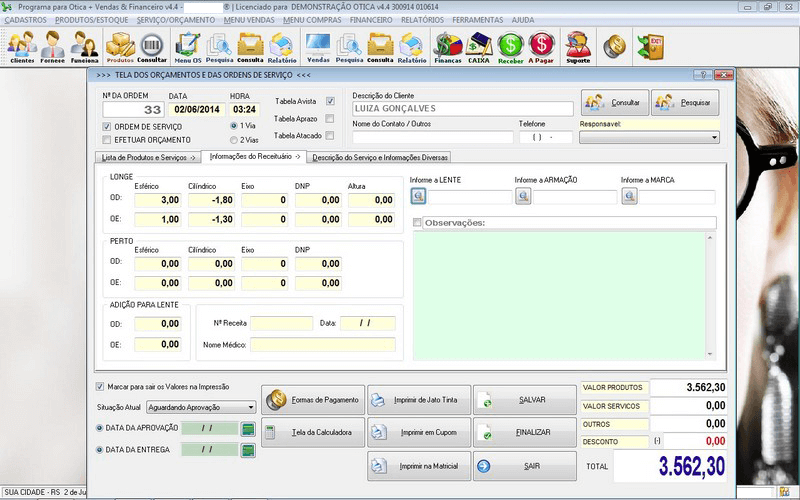 Programa para Otica + Vendas & Financeiro v4.4 - ® | Licenciado para DEMONSTRAÇÃO OTICA v4.4 300914 010614
CADASTROS PRODUTOS/ESTOQUE SERVIÇO/ORÇAMENTO MENU VENDAS MENU COMPRAS FINANCEIRO RELATÓRIOS FERRAMENTAS AJUDA
Clientes Fornece Funciona Produtos Consultar Menu OS Pesquisa Consulta Relatório Vendas Pesquisa Consulta Relatório Finanças CAIXA Receber A Pagar Suporte EXIT
>>> TELA DOS ORÇAMENTOS E DAS ORDENS DE SERVIÇO <<<
Nº DA ORDEM DATA HORA
33 02/06/2014 03:24
ORDEM DE SERVIÇO
EFETUAR ORÇAMENTO
1 Via
2 Vias
Tabela Avista
Tabela Aprazo
Tabela Atacado
Descrição do Cliente
LUIZA GONÇALVES
Nome do Contato / Outros Telefone
( ) -
Consultar Pesquisar
Responsavel:
Lista de Produtos e Serviços -> Informações do Receituário -> Descrição do Serviço e Informações Diversas
LONGE
Esférico Cilíndrico Eixo DNP Altura
OD: 3,00 -1,80 0 0,00 0,00
OE: 1,00 -1,30 0 0,00 0,00
PERTO
Esférico Cilíndrico Eixo DNP
OD: 0,00 0,00 0 0,00
OE: 0,00 0,00 0 0,00
ADIÇÃO PARA LENTE
OD: 0,00
OE: 0,00
Nº Receita Data: / /
Nome Médico:
Informe a LENTE Informe a ARMAÇÃO Informe a MARCA
Observações:
Marcar para sair os Valores na Impressão
Situação Atual Aguardando Aprovação
DATA DA APROVAÇÃO / /
DATA DA ENTREGA / /
Formas de Pagamento Imprimir de Jato Tinta SALVAR
Tela da Calculadora Imprimir em Cupom FINALIZAR
Imprimir na Matricial SAIR
VALOR PRODUTOS 3.562,30
VALOR SERVICOS 0,00
OUTROS 0,00
DESCONTO (-) 0,00
TOTAL 3.562,30
SUA CIDADE - RS 2 de Ju